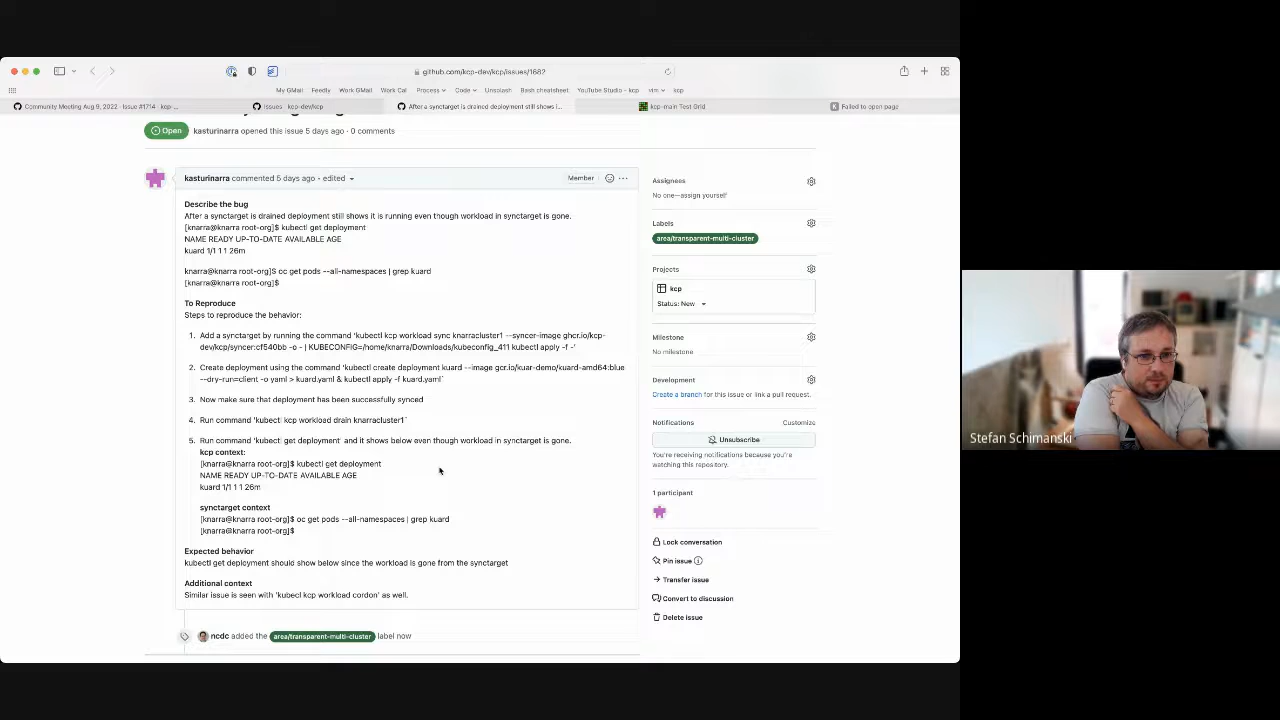 github.com/kcp-dev/kcp/issues/1682
My GMail Feedly Work GMail Work Cal Process Code Unsplash Bash cheatsheet YouTube Studio - kcp vtm kcp
Community Meeting Aug 9, 2022 · Issue #1714 · kcp-...
Issues · kcp-dev/kcp
After a synctarget is drained deployment still shows i...
kcp-main Test Grid
Failed to open page
Open
kasturinarra opened this issue 5 days ago · 0 comments
kasturinarra commented 5 days ago · edited
Member
Describe the bug
After a synctarget is drained deployment still shows it is running even though workload in synctarget is gone.
[knarra@knarra root-org]$ kubectl get deployment
NAME READY UP-TO-DATE AVAILABLE AGE
kuard 1/1 1 1 26m
knarra@knarra root-org]$ oc get pods --all-namespaces | grep kuard
[knarra@knarra root-org]$
To Reproduce
Steps to reproduce the behavior:
1. Add a synctarget by running the command 'kubectl kcp workload sync knarracluster1 --syncer-image ghcr.io/kcp-
dev/kcp/syncer:cf540bb -o - | KUBECONFIG=/home/knarra/Downloads/kubeconfig_411 kubectl apply -f -'
2. Create deployment using the command 'kubectl create deployment kuard --image gcr.io/kuar-demo/kuard-amd64:blue
--dry-run=client -o yaml > kuard.yaml & kubectl apply -f kuard.yaml`
3. Now make sure that deployment has been successfully synced
4. Run command 'kubectl kcp workload drain knarracluster1`
5. Run command 'kubectl get deployment` and it shows below even though workload in synctarget is gone.
kcp context:
[knarra@knarra root-org]$ kubectl get deployment
NAME READY UP-TO-DATE AVAILABLE AGE
kuard 1/1 1 1 26m
synctarget context
[knarra@knarra root-org]$ oc get pods --all-namespaces | grep kuard
[knarra@knarra root-org]$
Expected behavior
kubectl get deployment should show below since the workload is gone from the synctarget
Additional context
Similar issue is seen with 'kubecl kcp workload cordon' as well.
ncdc added the area/transparent-multi-cluster label now
Assignees
No one—assign yourself
Labels
area/transparent-multi-cluster
Projects
kcp
Status: New
Milestone
No milestone
Development
Create a branch for this issue or link a pull request.
Notifications
Customize
Unsubscribe
You're receiving notifications because you're
watching this repository.
1 participant
Lock conversation
Pin issue
Transfer issue
Convert to discussion
Delete issue
Stefan Schimanski